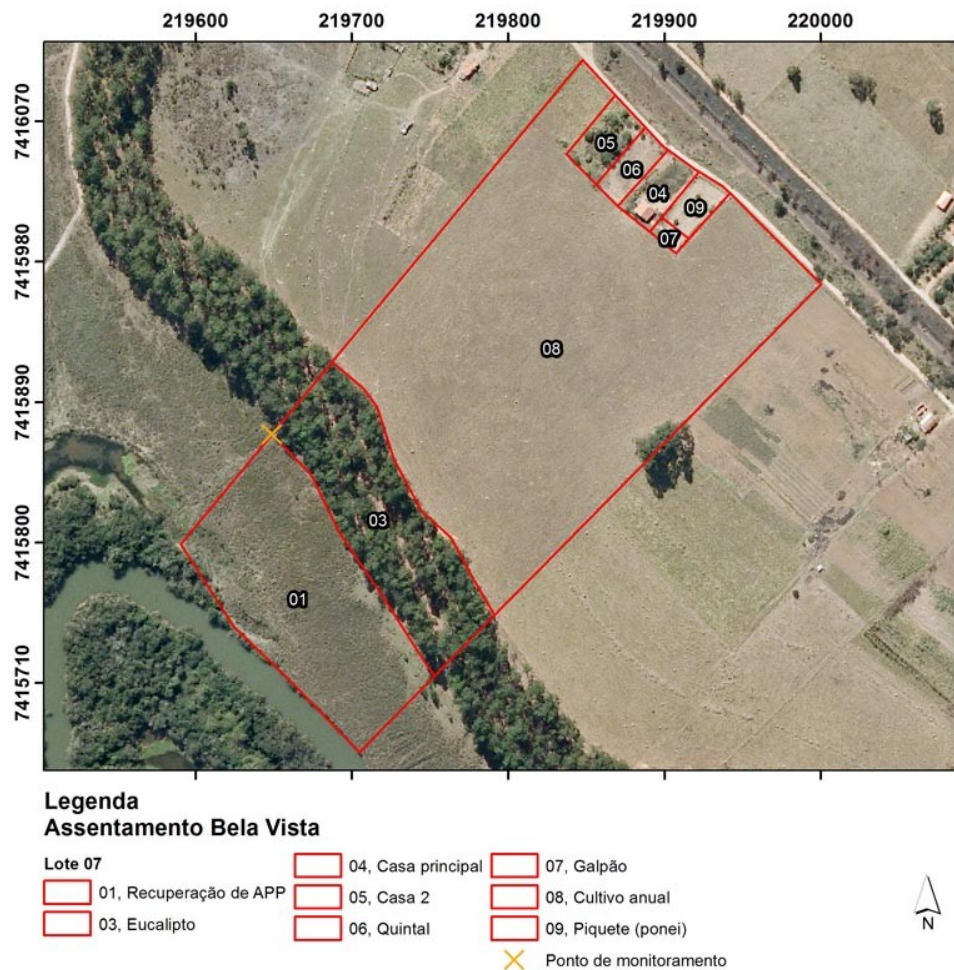 219600 219700 219800 219900 220000
7416070
7415980
7415890
7415800
7415710
05
06
04
09
07
08
03
01
Legenda
Assentamento Bela Vista
Lote 07
01, Recuperação de APP
03, Eucalipto
04, Casa principal
05, Casa 2
06, Quintal
07, Galpão
08, Cultivo anual
09, Piquete (ponei)
Ponto de monitoramento
N